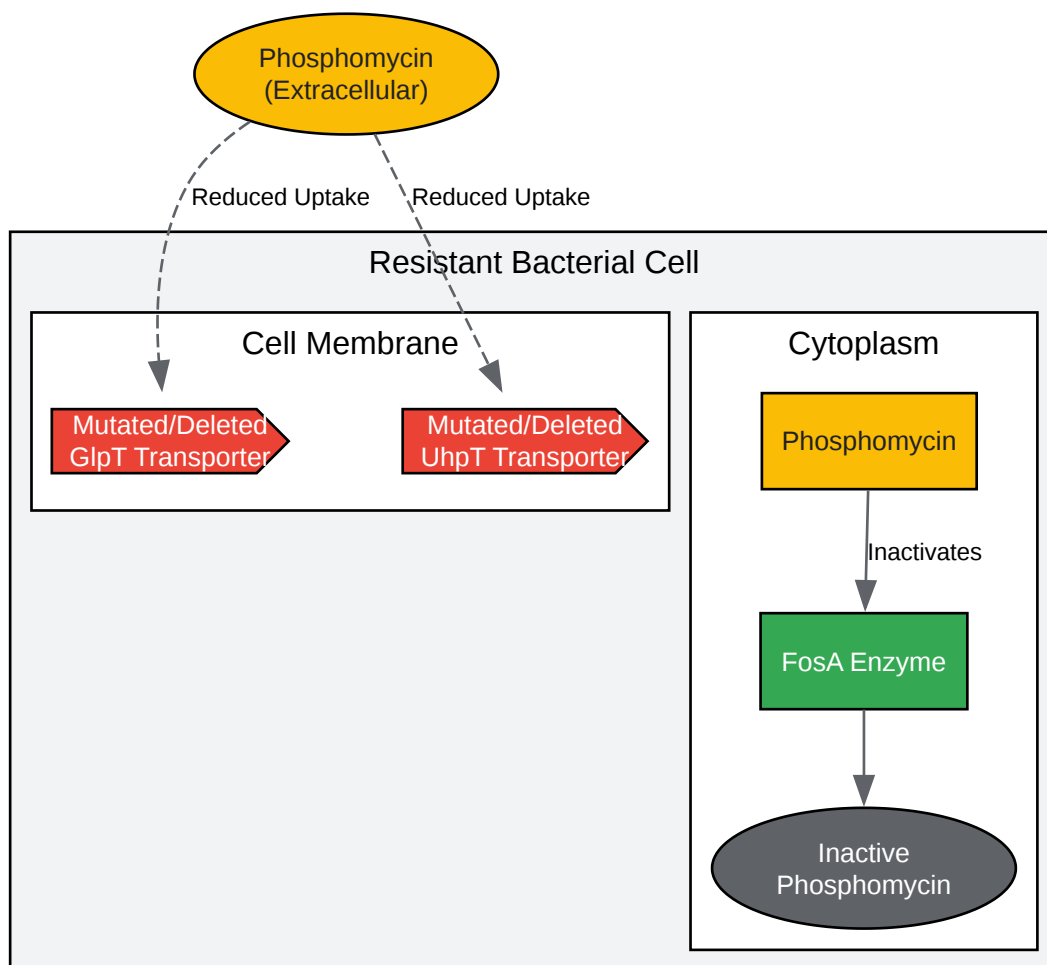 Phosphomycin
(Extracellular)
Reduced Uptake
Reduced Uptake
Resistant Bacterial Cell
Cell Membrane
Mutated/Deleted
GlpT Transporter
Mutated/Deleted
UhpT Transporter
Cytoplasm
Phosphomycin
Inactivates
FosA Enzyme
Inactive
Phosphomycin